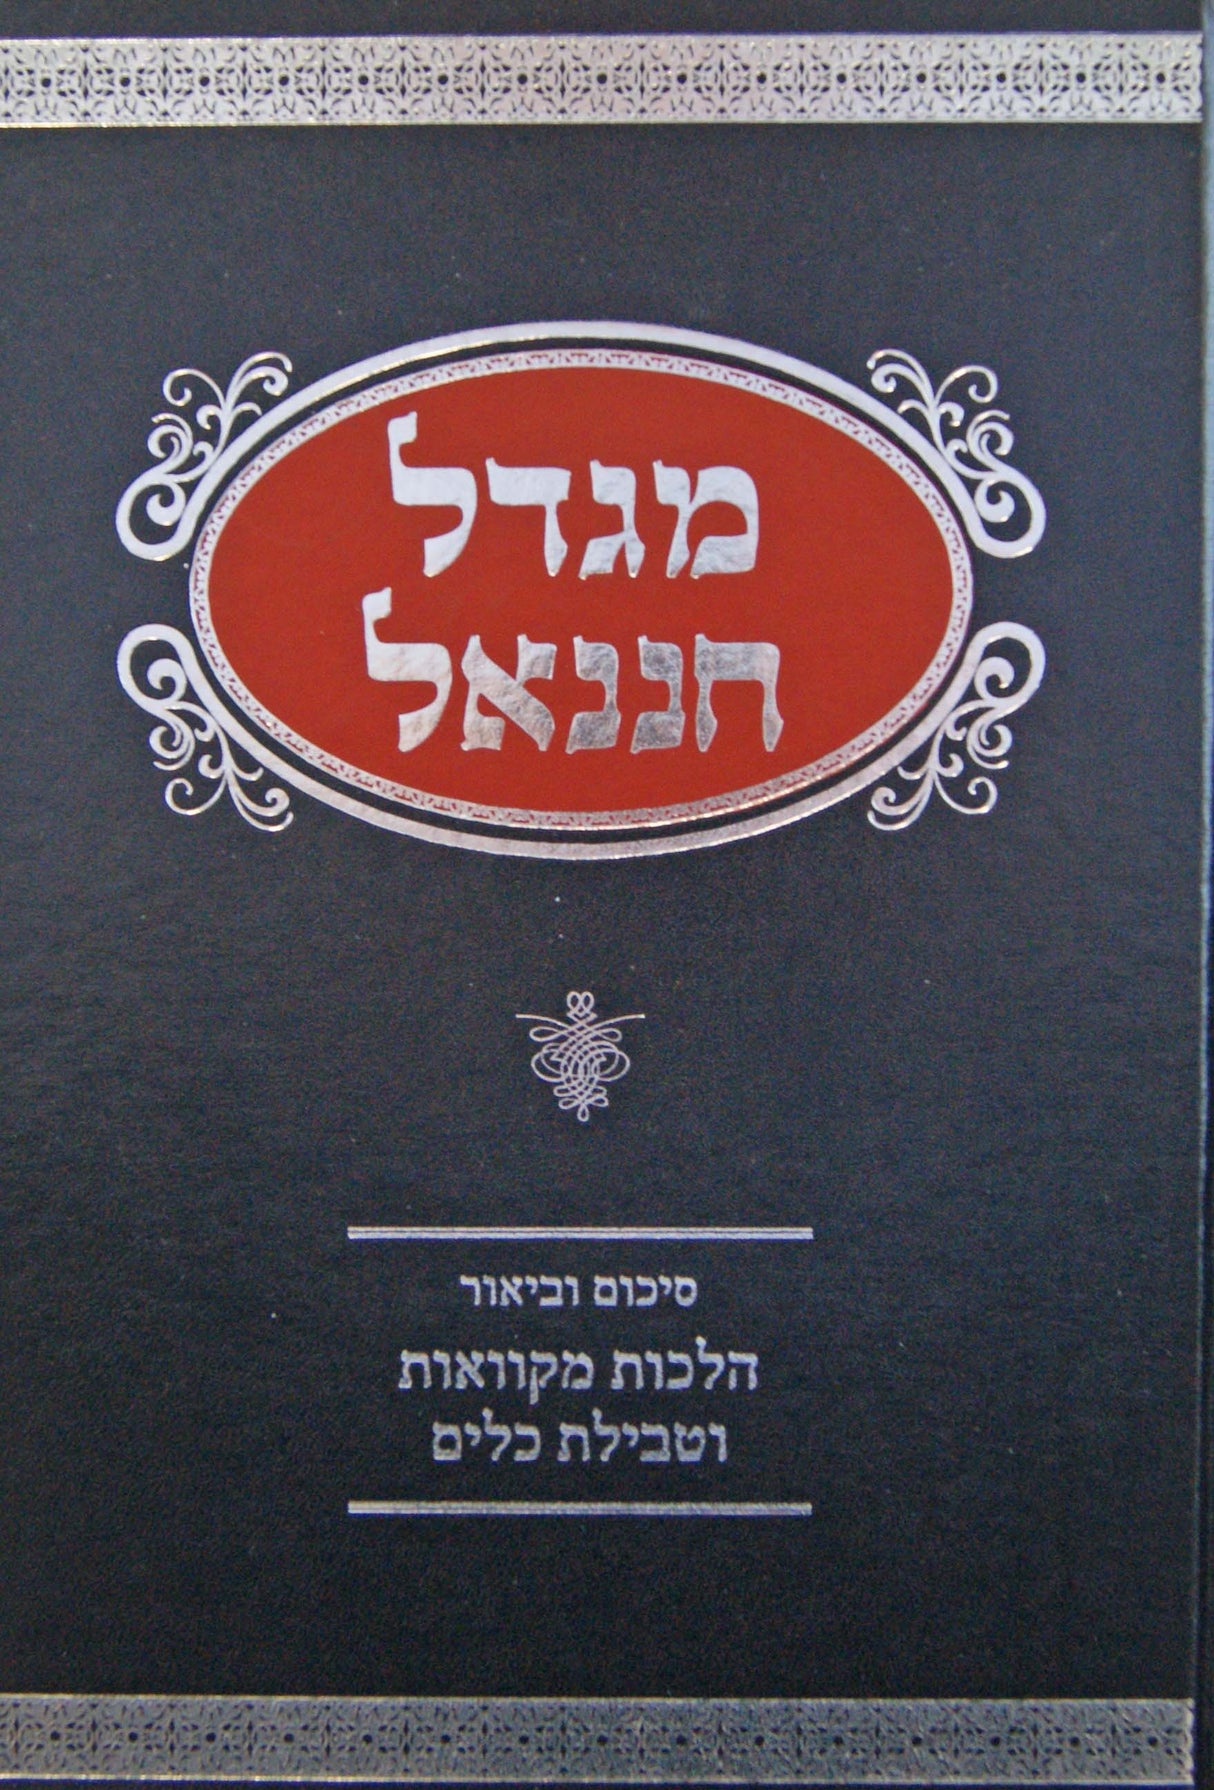 מגדל
חננאל
סיכום וביאור
הלכות מקוואות
וטבילת כלים